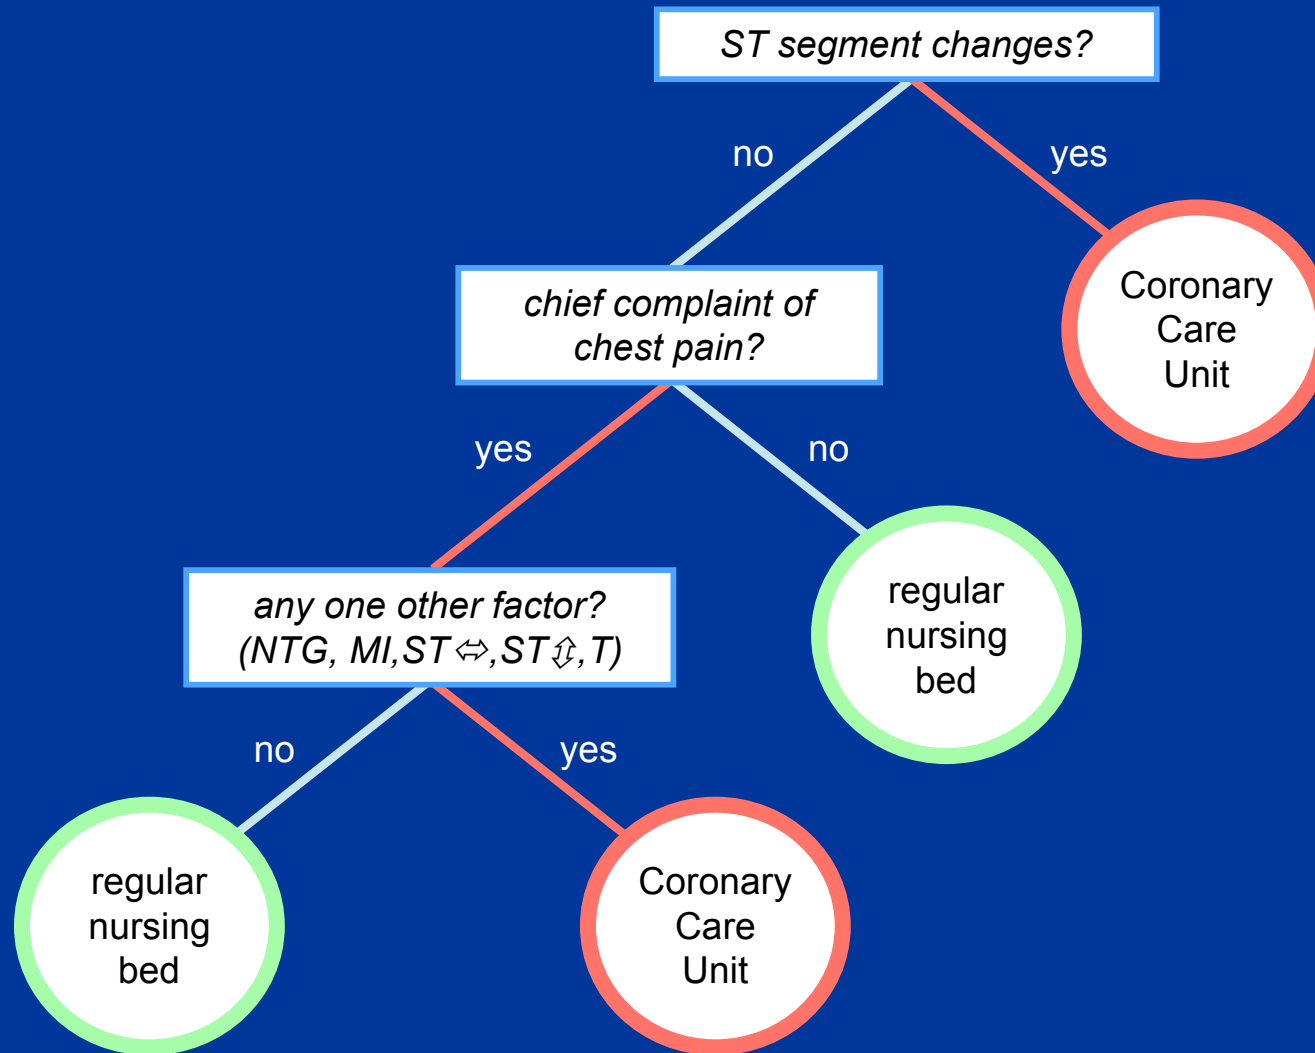 ST segment changes?
no
yes
Coronary
Care
Unit
chief complaint of
chest pain?
yes
no
regular
nursing
bed
any one other factor?
(NTG, MI,ST⬄,ST⇳,T)
no
yes
regular
nursing
bed
Coronary
Care
Unit